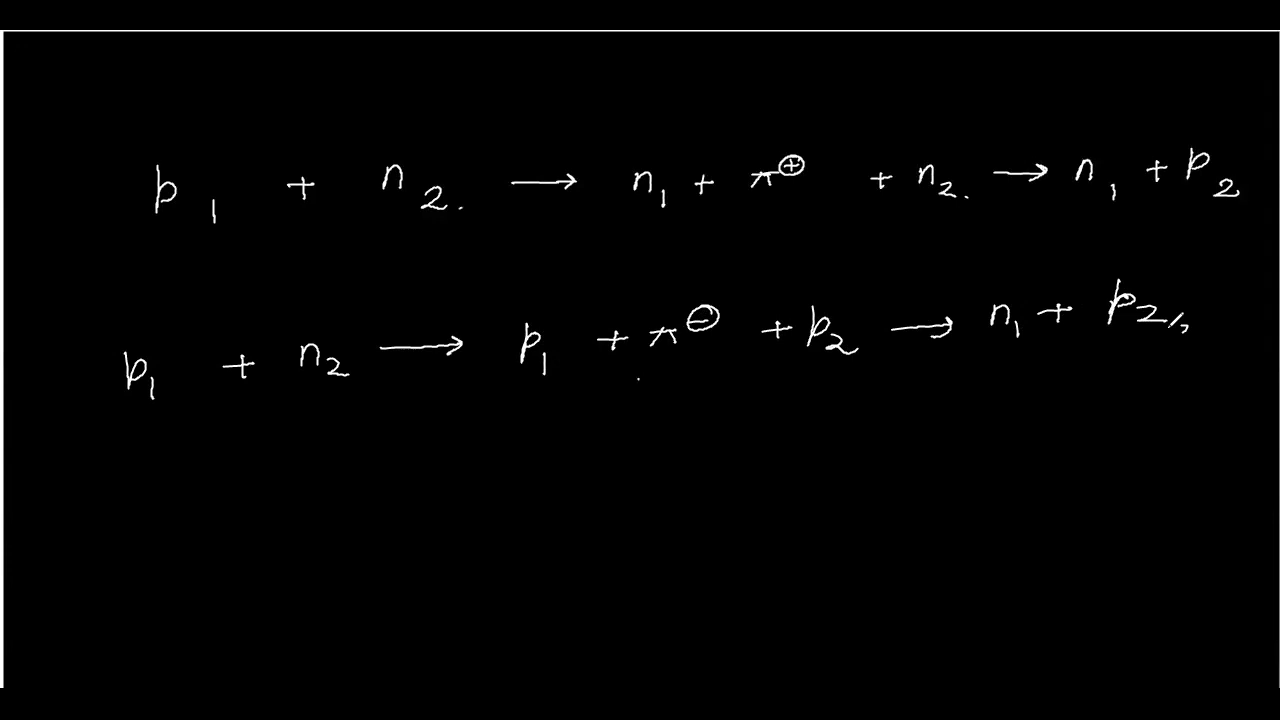 p₁ + n₂. → n₁ + π⊕ + n₂. → n₁ + p₂
p₁ + n₂ → p₁ + π⊖ + p₂ → n₁ + p₂